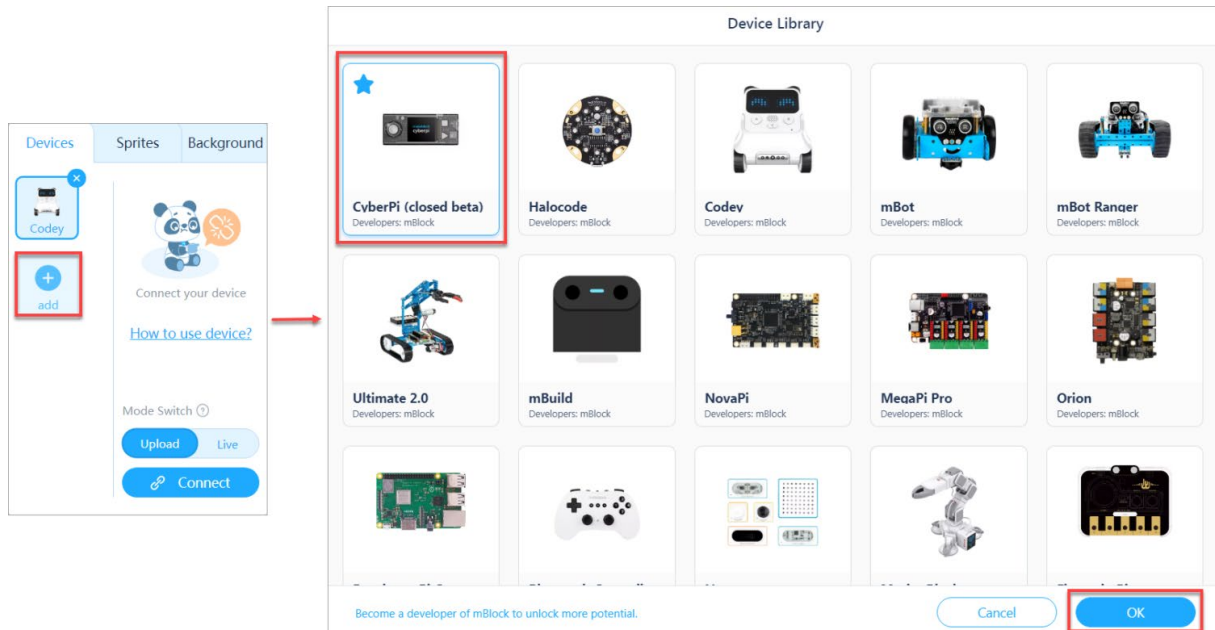 Devices Sprites Background
Codey
add
Connect your device
How to use device?
Mode Switch ?
Upload Live
Connect
Device Library
CyberPi (closed beta) Halocode Codey mBot mBot Ranger
Developers: mBlock Developers: mBlock Developers: mBlock Developers: mBlock Developers: mBlock
Ultimate 2.0 mBuild NovaPi MegaPi Pro Orion
Developers: mBlock Developers: mBlock Developers: mBlock Developers: mBlock Developers: mBlock
Become a developer of mBlock to unlock more potential.
Cancel OK